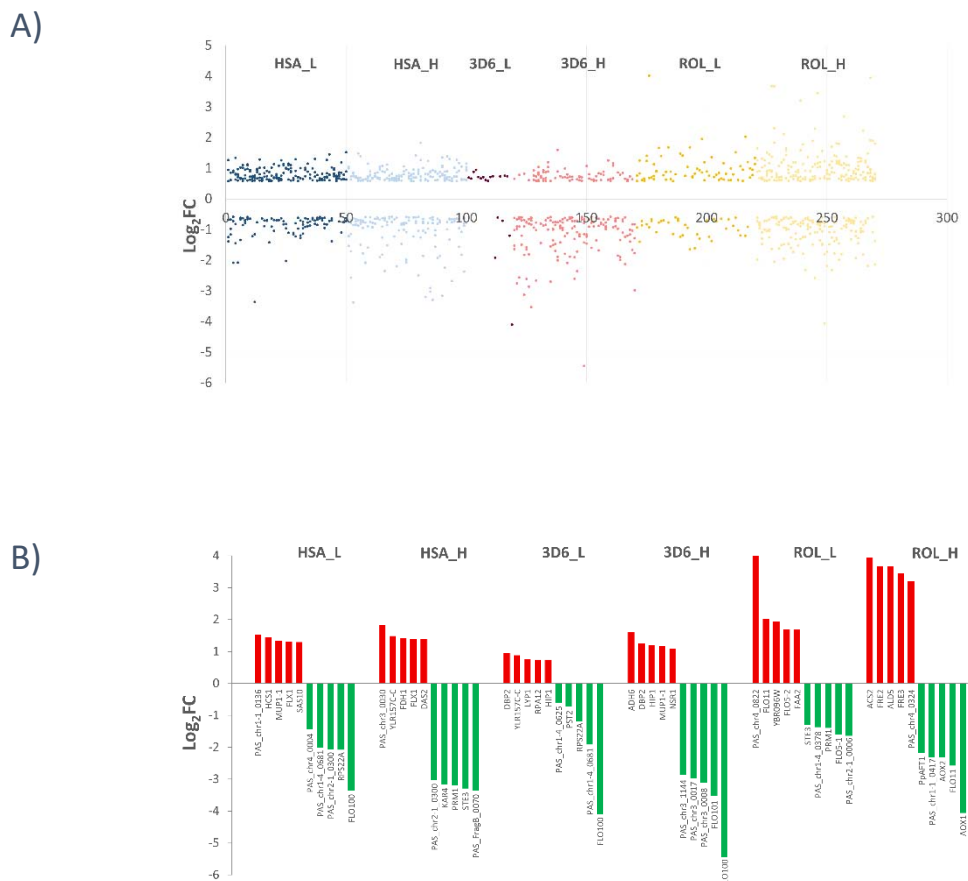 A)
5
4
3
2
1
0
-1
-2
-3
-4
-5
-6
Log2FC
HSA_L
HSA_H
3D6_L
3D6_H
ROL_L
ROL_H
0
50
100
150
200
250
300
B)
4
3
2
1
0
-1
-2
-3
-4
-5
-6
Log2FC
HSA_L
HSA_H
3D6_L
3D6_H
ROL_L
ROL_H
PAS_chr1-1_0136
HCS1
MUP1_1
FLX1
SAS10
PAS_chr4_0004
PAS_chr1-4_0681
PAS_chr2-1_0300
RPS22A
FLO100
PAS_chr3_0030
YLR157C-C
FDH1
FLX1
DAS2
PAS_chr2-1_0300
KAR4
PRM1
STE3
PAS_FragB_0070
DBP2
YLR157C-C
LYP1
RPAL2
HIP1
PAS_chr1-4_0625
PST2
RPS22A
PAS_chr1-4_0681
FLO100
ADH6
DBP2
HIP1
MUP1-1
NSR1
PAS_chr3_1144
PAS_chr3_0017
PAS_chr3_0008
FLO101
O100
PAS_chr4_0822
FLO11
YBR096W
FLO5-2
FAA2
STE3
PAS_chr1-4_0378
PRM1
FLO5-1
PAS_chr2-1_0006
ACS2
FRE2
ALD5
FRE3
PAS_chr4_0324
PpAFT1
PAS_chr1-1_0417
AOX2
FLO11
AOX1